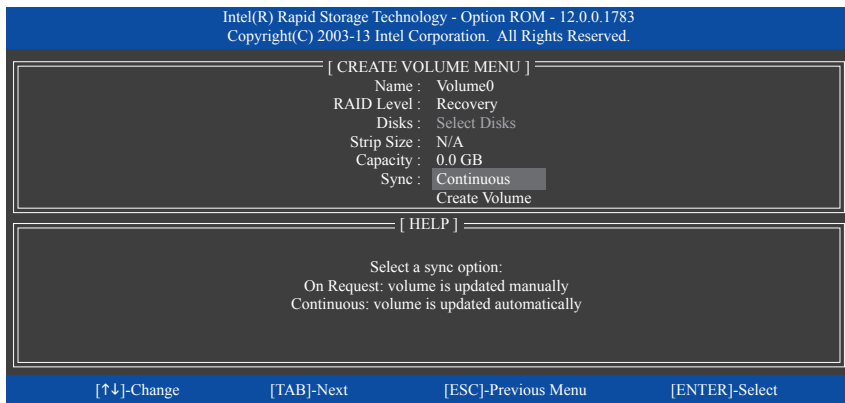 Intel(R) Rapid Storage Technology - Option ROM - 12.0.0.1783
Copyright(C) 2003-13 Intel Corporation. All Rights Reserved.
[ CREATE VOLUME MENU ]
Name : Volume0
RAID Level : Recovery
Disks : Select Disks
Strip Size : N/A
Capacity : 0.0 GB
Sync : Continuous
Create Volume
[ HELP ]
Select a sync option:
On Request: volume is updated manually
Continuous: volume is updated automatically
[↑↓]-Change [TAB]-Next [ESC]-Previous Menu [ENTER]-Select